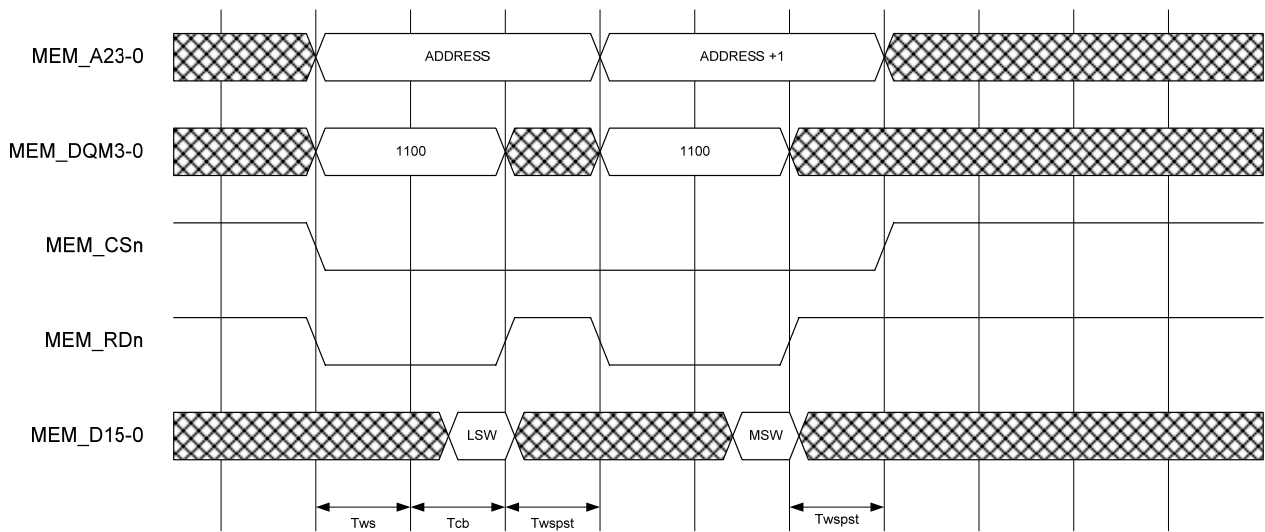 MEM_A23-0
ADDRESS
ADDRESS +1
MEM_DQM3-0
1100
1100
MEM_CSn
MEM_RDn
MEM_D15-0
LSW
MSW
Tws
Tcb
Twspst
Twspst